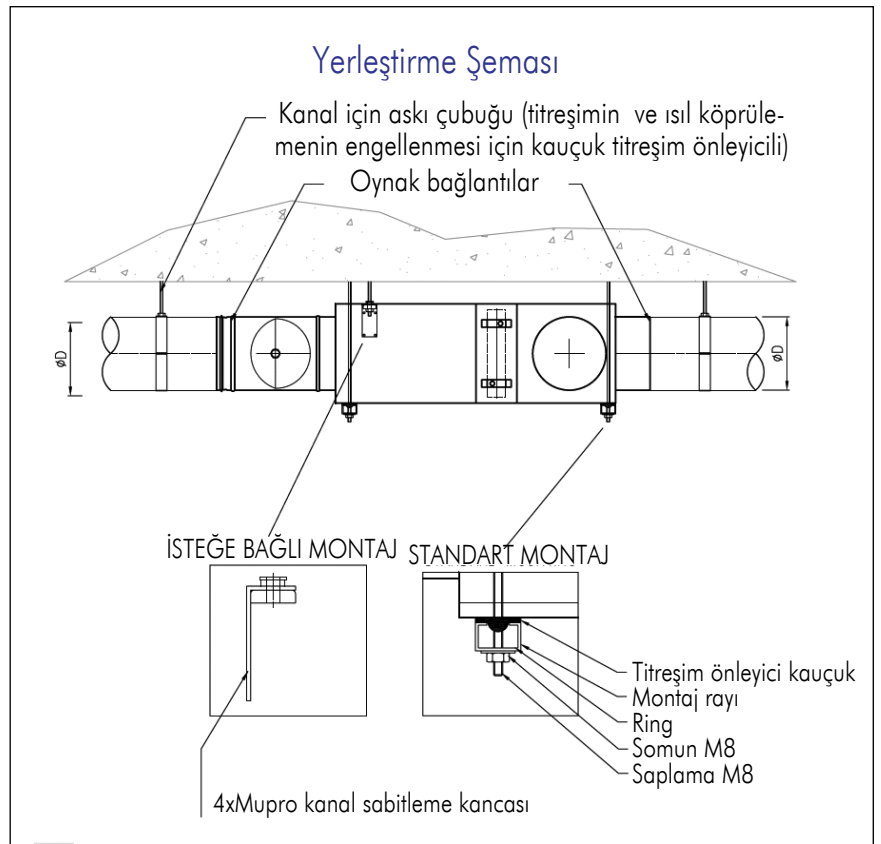 Yerleştirme Şeması
Kanal için askı çubuğu (titreşimin ve ısıl köprüle-
menin engellenmesi için kauçuk titreşim önleyicili)
Oynak bağlantılar
øD
øD
İSTEĞE BAĞLI MONTAJ
STANDART MONTAJ
Titreşim önleyici kauçuk
Montaj rayı
Ring
Somun M8
Saplama M8
4xMupro kanal sabitleme kancası